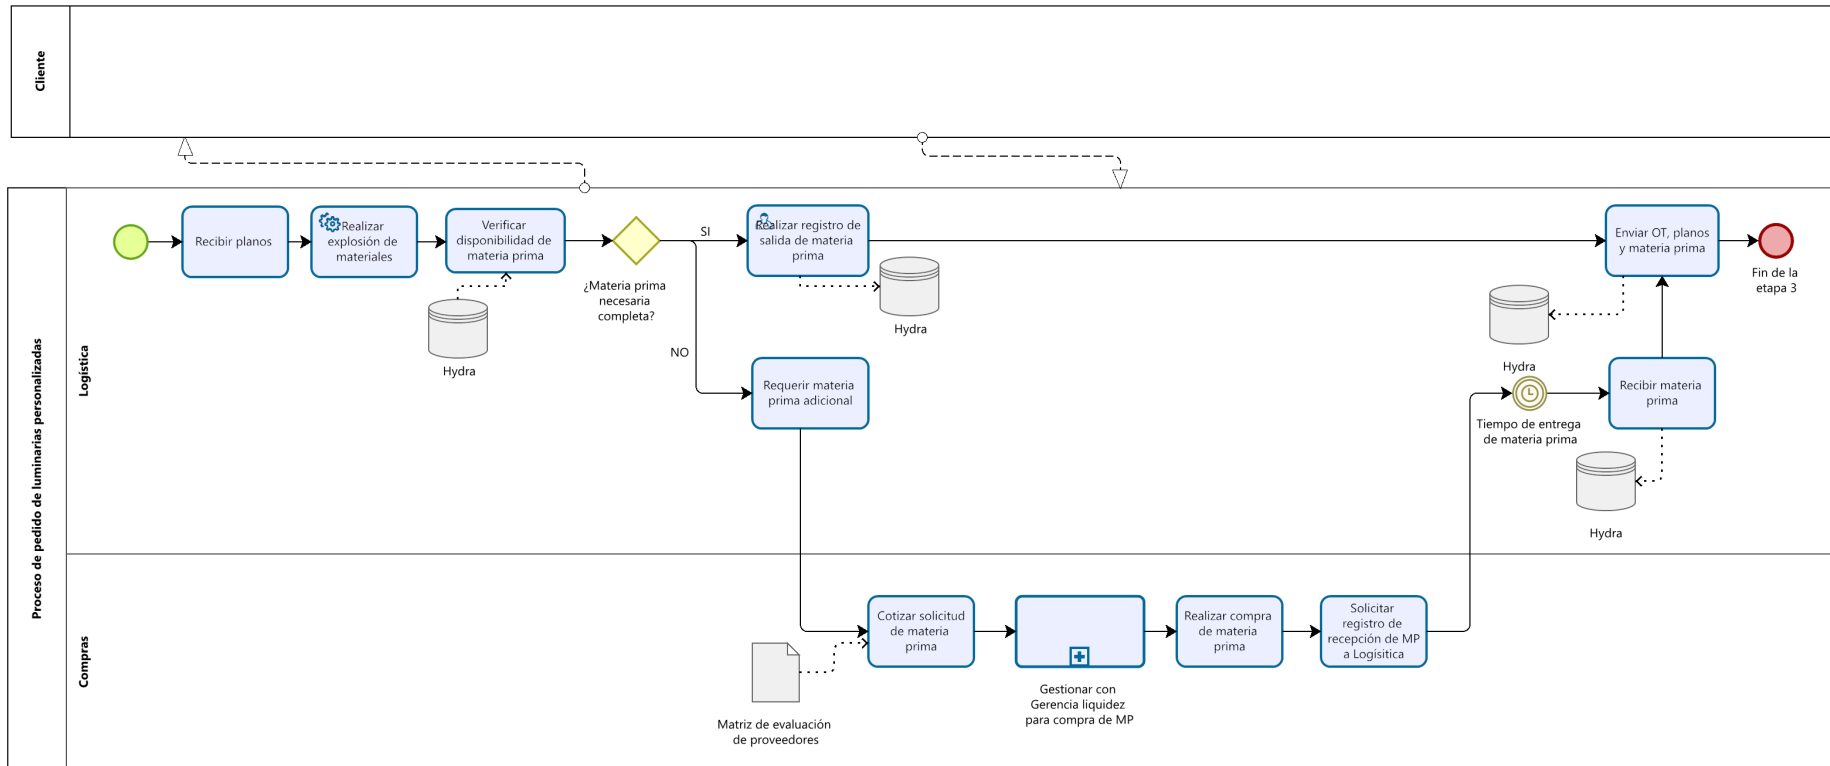 Cliente
Proceso de pedido de luminarias personalizadas
Logística
Recibir planos
Realizar
explosión de
materiales
Verificar
disponibilidad de
materia prima
Hydra
¿Materia prima
necesaria
completa?
SI
NO
Realizar registro de
salida de materia
prima
Hydra
Requerir materia
prima adicional
Enviar OT, planos
y materia prima
Fin de la
etapa 3
Hydra
Tiempo de entrega
de materia prima
Recibir materia
prima
Hydra
Compras
Matriz de evaluación
de proveedores
Cotizar solicitud
de materia
prima
Gestionar con
Gerencia liquidez
para compra de MP
Realizar compra
de materia
prima
Solicitar
registro de
recepción de MP
a Logísitica